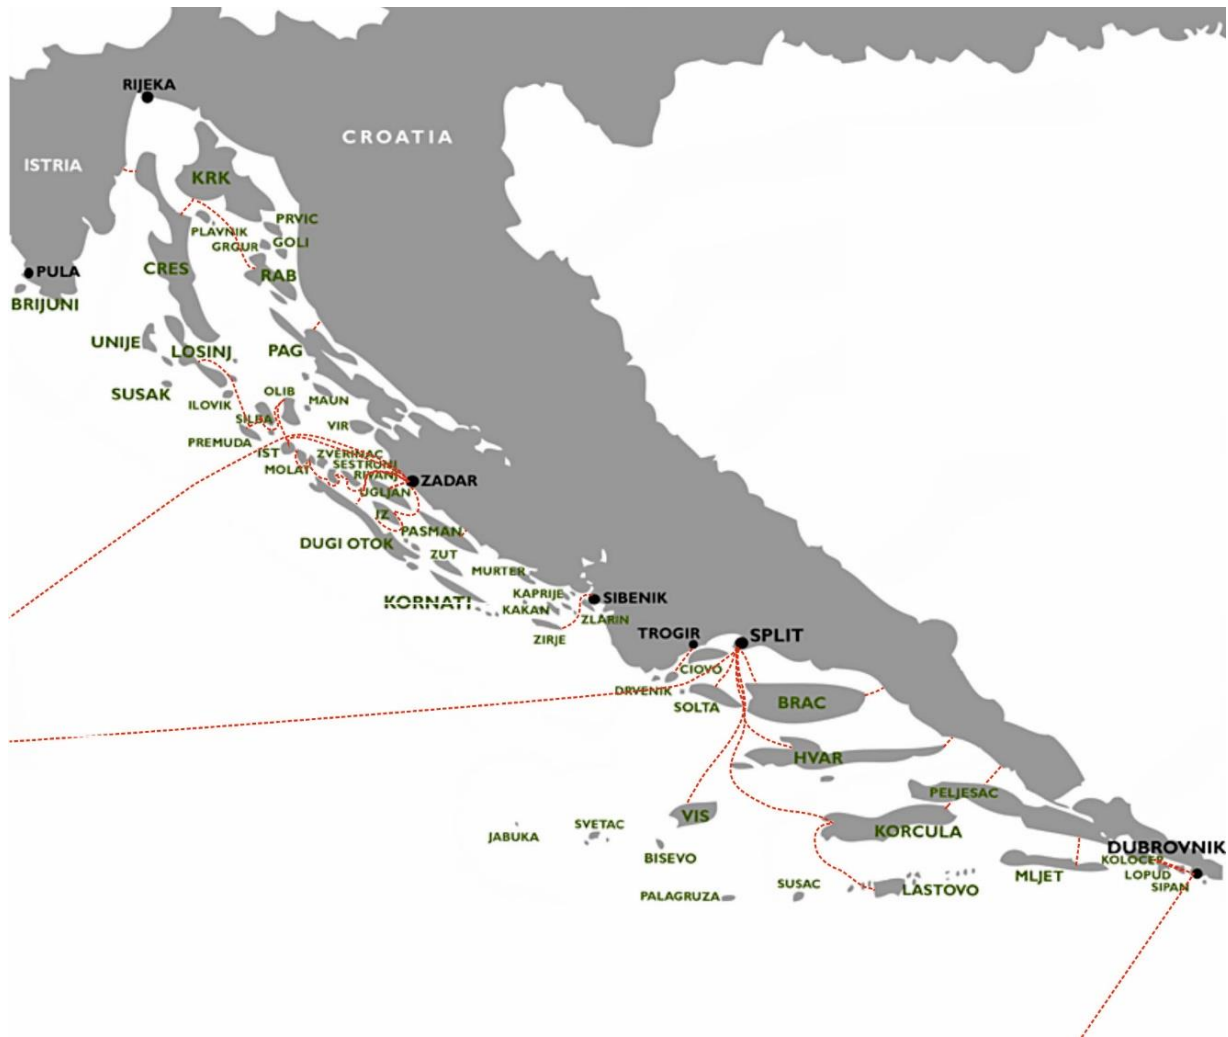 RIJEKA
CROATIA
ISTRIA
KRK
PRVIC
PLAVNIK
GRGUR
GOLI
PULA
CRES
RAB
BRIJUNI
UNIJE
LOSINJ
PAG
SUSAK
OLIB
ILOVIK
MAUN
SILBA
VIR
PREMUDA
IST
ZVERINAC
MOLAT
SESTRUNJ
RIVANJ
ZADAR
UGLJAN
IZ
PASMAN
DUGI OTOK
ZUT
MURTER
KORNATI
KAPRIJE
SIBENIK
KAKAN
ZLARIN
ZIRJE
TROGIR
SPLIT
CIOVO
DRVENIK
SOLTA
BRAC
HVAR
PELJESAC
VIS
SVETAC
JABUKA
KORCULA
BISEVO
DUBROVNIK
KOLOCEP
LOPUD
SIPAN
MLJET
SUSAC
LASTOVO
PALAGRUZA